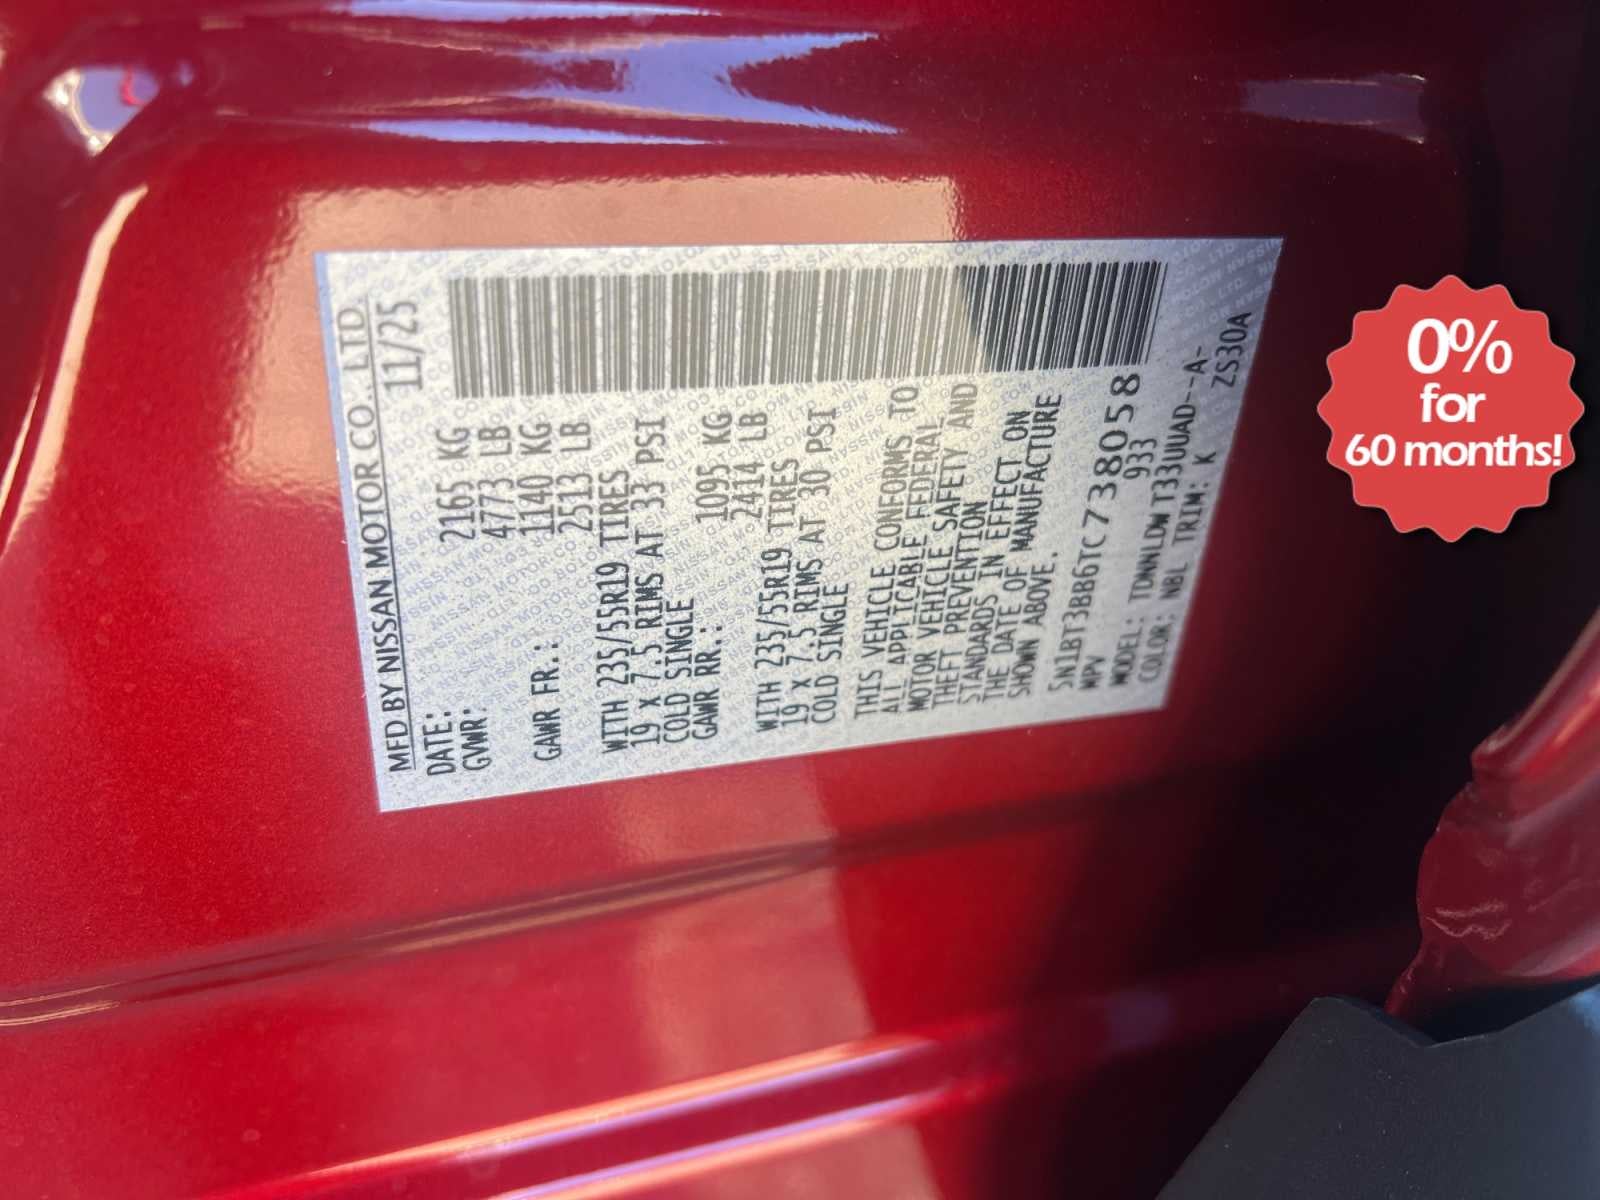 MFD BY NISSAN MOTOR CO., LTD.
DATE: 11/25
GVWR: 2165 KG
4773 LB
GAWR FR.: 1140 KG
2513 LB
WITH 235/55R19 TIRES
19 x 7.5 RIMS AT 33 PSI
COLD SINGLE
GAWR RR.: 1095 KG
2414 LB
WITH 235/55R19 TIRES
19 x 7.5 RIMS AT 30 PSI
COLD SINGLE
THIS VEHICLE CONFORMS TO
ALL APPLICABLE FEDERAL
MOTOR VEHICLE SAFETY AND
THEFT PREVENTION
STANDARDS IN EFFECT ON
THE DATE OF MANUFACTURE
SHOWN ABOVE.
5N1BT3BB6TC738058
MPV 933
MODEL: TDNNLDW T33UUAD--A-
COLOR: NBL TRIM: K ZS30A
0%
for
60 months!